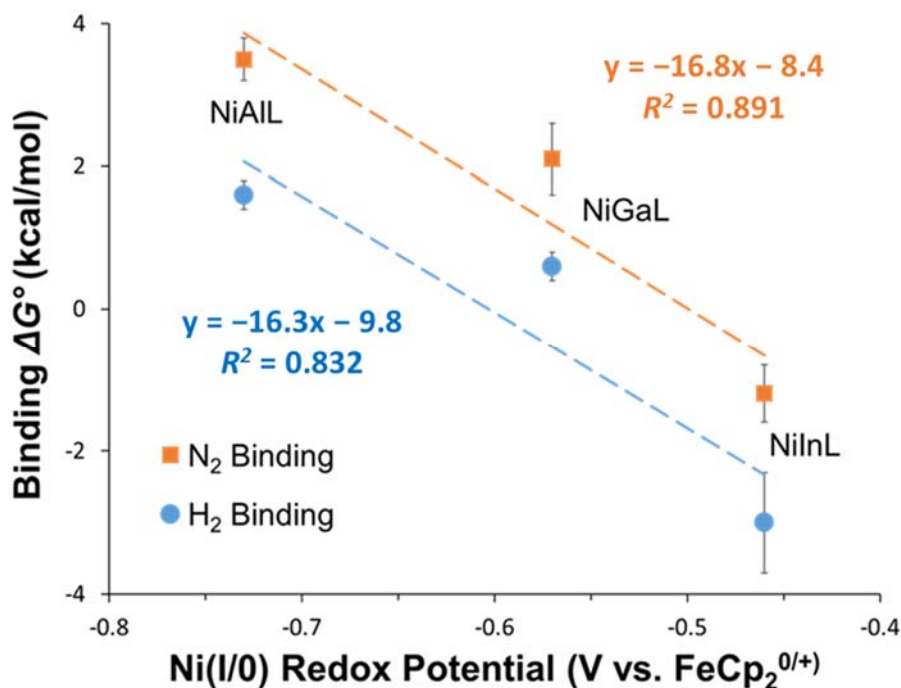 4
2
0
-2
-4
Binding ΔG° (kcal/mol)
y = −16.8x − 8.4
R² = 0.891
NiAlL
NiGaL
y = −16.3x − 9.8
R² = 0.832
NiInL
N₂ Binding
H₂ Binding
-0.8 -0.7 -0.6 -0.5 -0.4
Ni(I/0) Redox Potential (V vs. FeCp₂⁰/⁺)